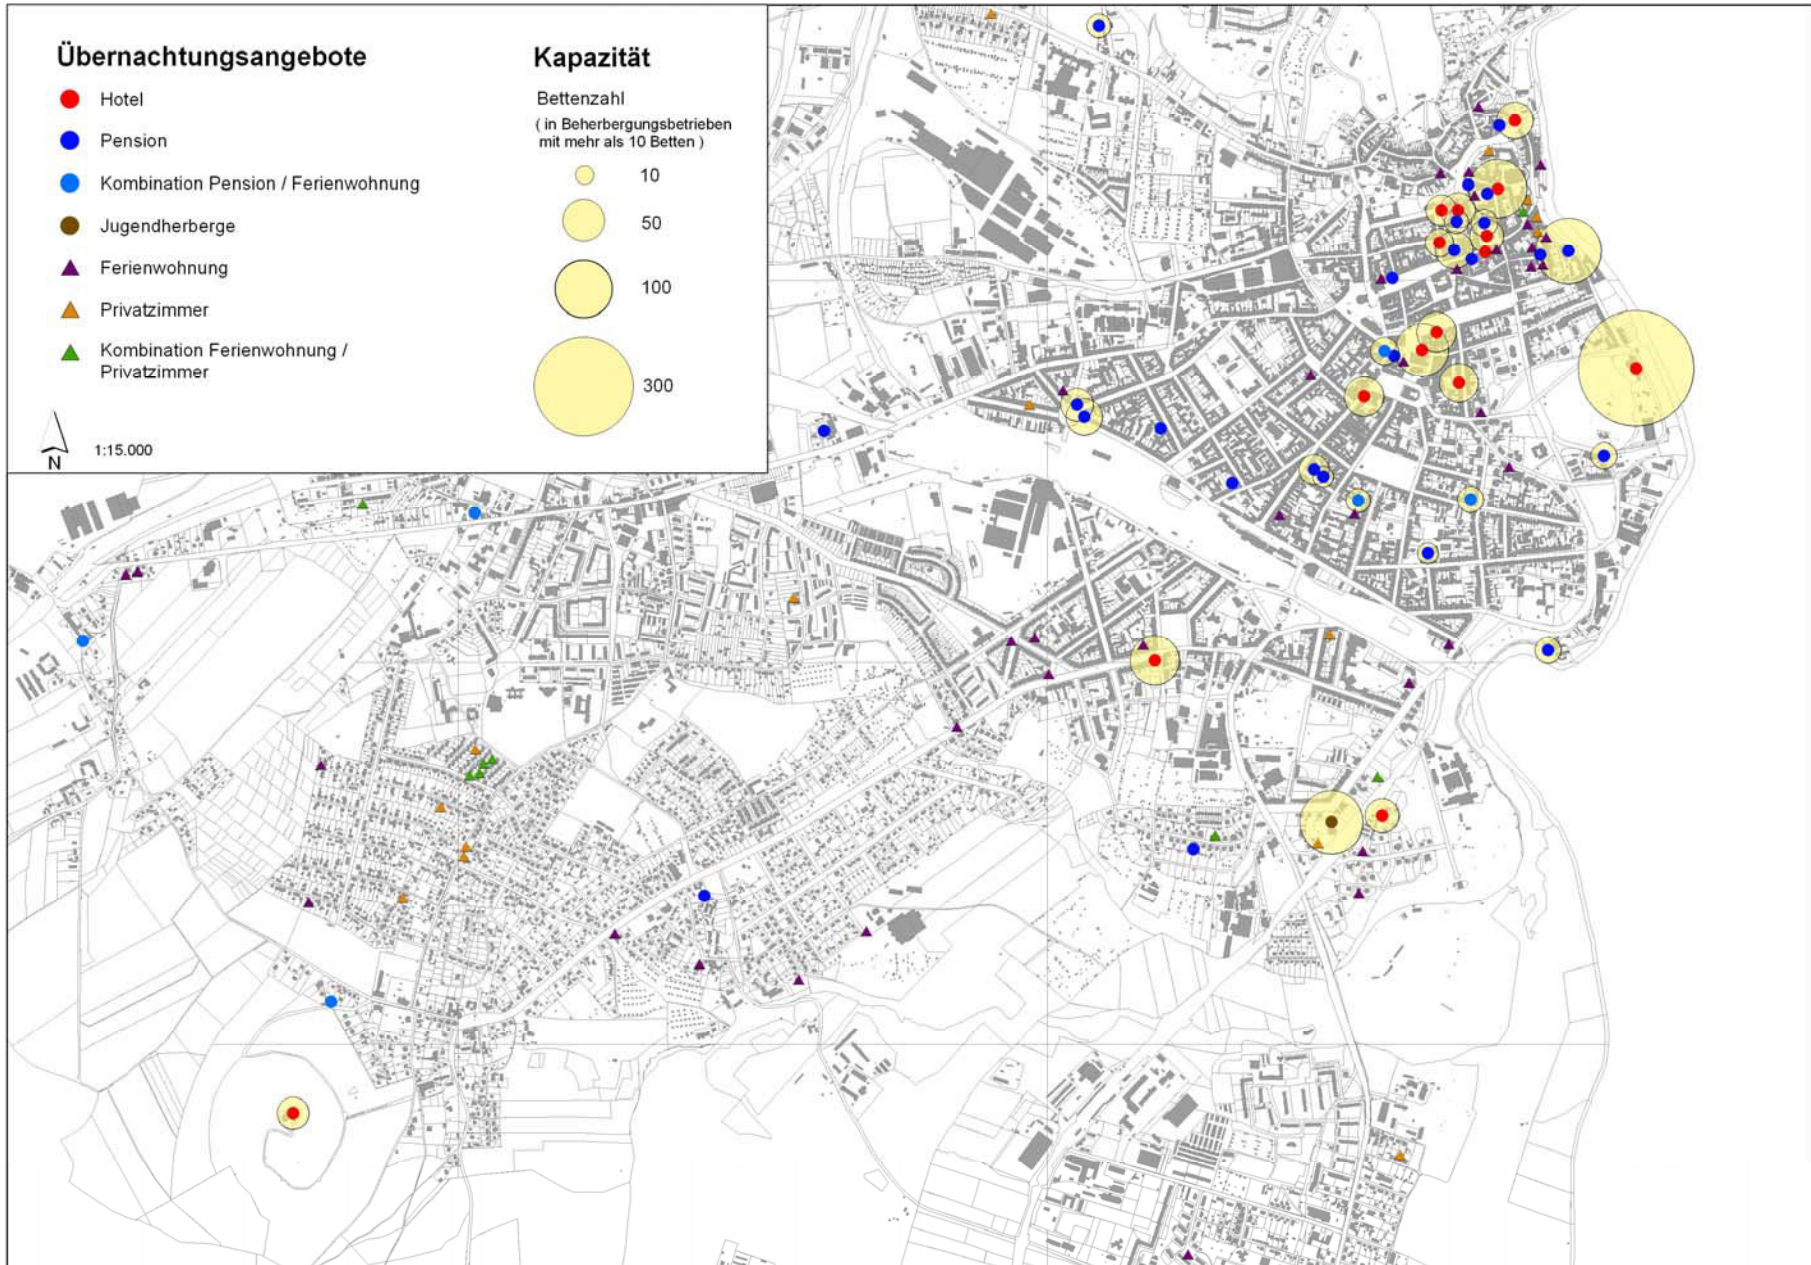 Übernachtungsangebote
Hotel
Pension
Kombination Pension / Ferienwohnung
Jugendherberge
Ferienwohnung
Privatzimmer
Kombination Ferienwohnung /
Privatzimmer
N
1:15.000
Kapazität
Bettenzahl
( in Beherbergungsbetrieben
mit mehr als 10 Betten )
10
50
100
300